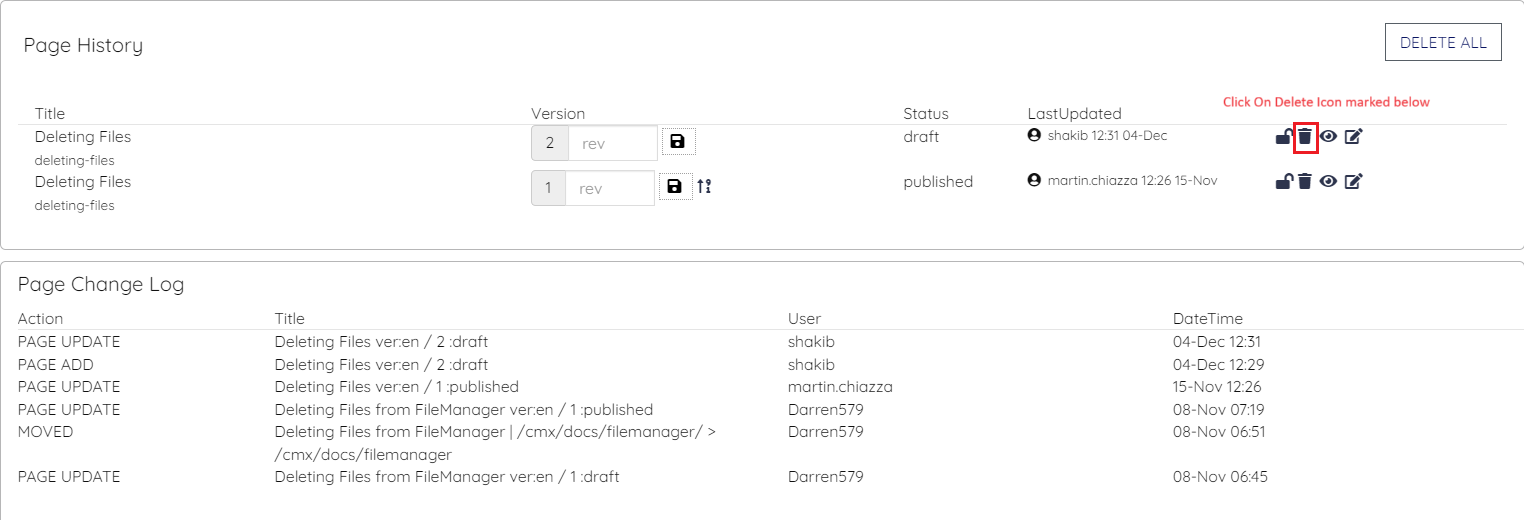 Page History
DELETE ALL
Click On Delete Icon marked below
Title Version Status LastUpdated
Deleting Files 2 rev draft shakib 12:31 04-Dec
deleting-files
Deleting Files 1 rev published martin.chiazza 12:26 15-Nov
deleting-files
Page Change Log
Action Title User DateTime
PAGE UPDATE Deleting Files ver:en / 2 :draft shakib 04-Dec 12:31
PAGE ADD Deleting Files ver:en / 2 :draft shakib 04-Dec 12:29
PAGE UPDATE Deleting Files ver:en / 1 :published martin.chiazza 15-Nov 12:26
PAGE UPDATE Deleting Files from FileManager ver:en / 1 :published Darren579 08-Nov 07:19
MOVED Deleting Files from FileManager | /cmx/docs/filemanager/ > Darren579 08-Nov 06:51
/cmx/docs/filemanager
PAGE UPDATE Deleting Files from FileManager ver:en / 1 :draft Darren579 08-Nov 06:45